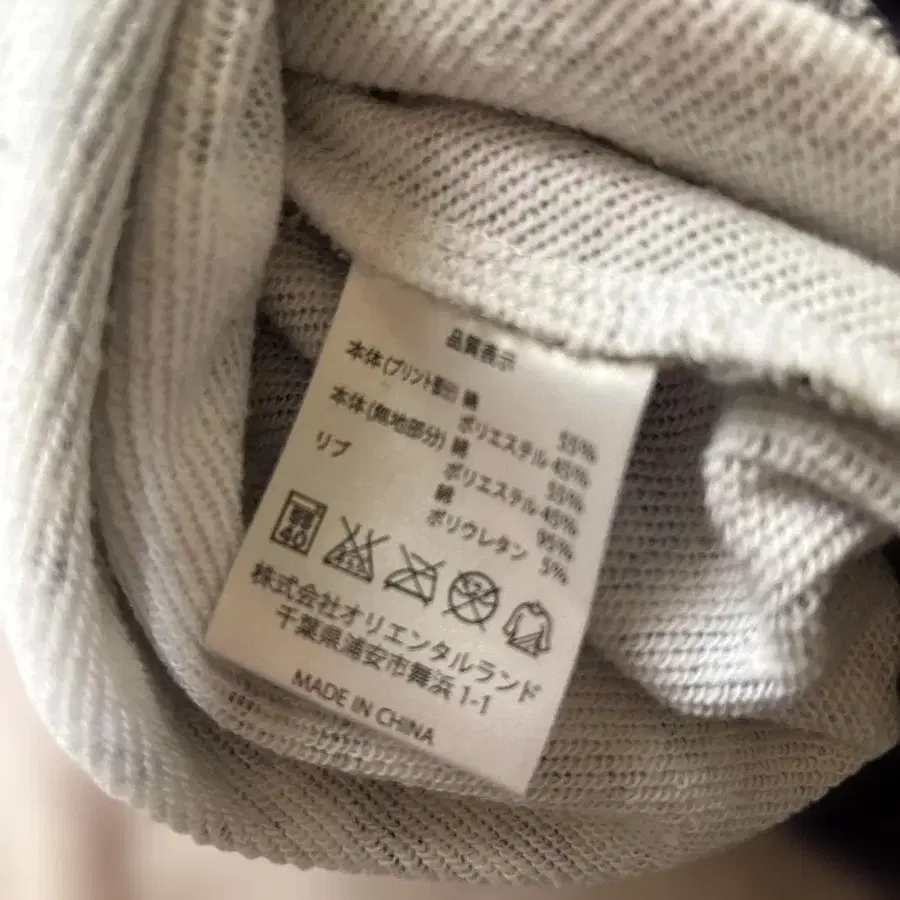 品質表示
本体(プリント部分) 綿 55%
ポリエステル 45%
本体(無地部分) 綿 55%
ポリエステル 45%
リブ 綿 95%
ポリウレタン 5%
40
株式会社オリエンタルランド
千葉県浦安市舞浜 1-1
MADE IN CHINA